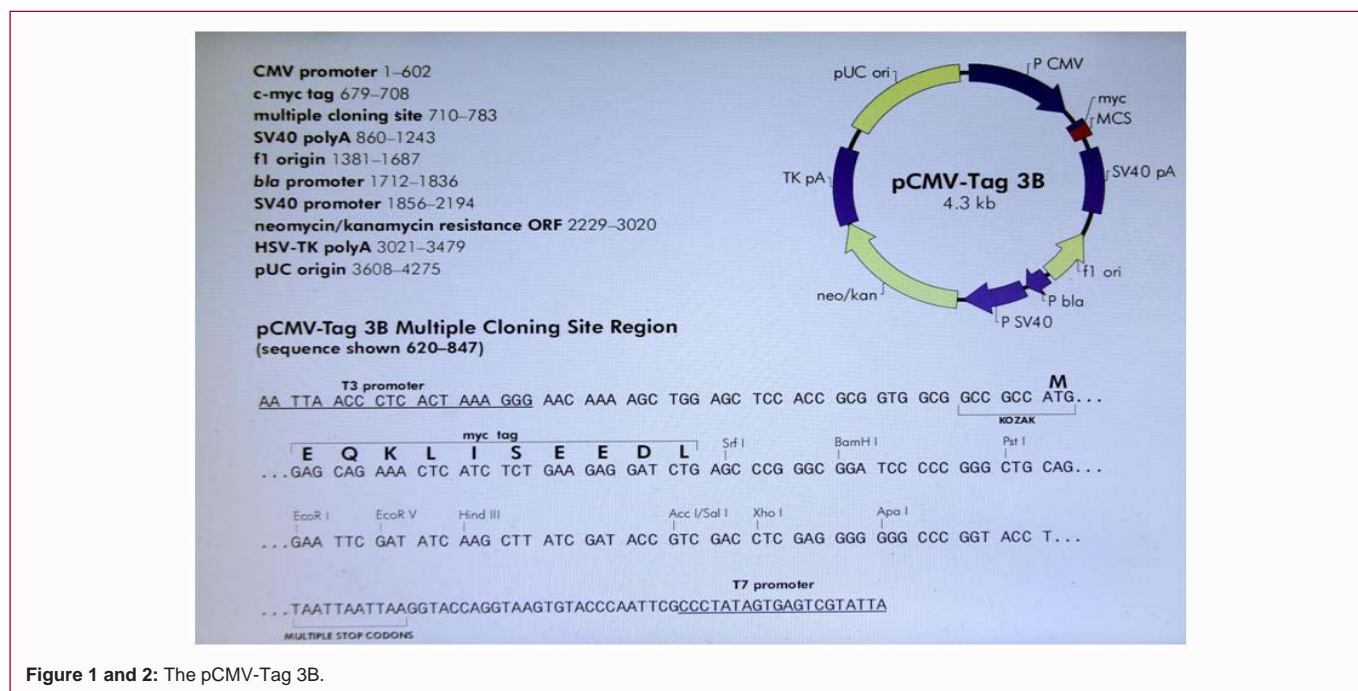 CMV promoter 1–602
c-myc tag 679–708
multiple cloning site 710–783
SV40 polyA 860–1243
f1 origin 1381–1687
bla promoter 1712–1836
SV40 promoter 1856–2194
neomycin/kanamycin resistance ORF 2229–3020
HSV-TK polyA 3021–3479
pUC origin 3608–4275
pUC ori
P CMV
myc
MCS
TK pA
pCMV-Tag 3B
4.3 kb
SV40 pA
neo/kan
f1 ori
P bla
P SV40
pCMV-Tag 3B Multiple Cloning Site Region
(sequence shown 620–847)
T3 promoter
M
AA TTA ACC CTC ACT AAA GGG AAC AAA AGC TGG AGC TCC ACC GCG GTG GCG GCC GCC ATG...
KOZAK
myc tag
E Q K L I S E E D L Srf I BamH I Pst I
...GAG CAG AAA CTC ATC TCT GAA GAG GAT CTG AGC CCG GGC GGA TCC CCC GGG CTG CAG...
EcoR I EcoR V Hind III Acc I/Sal I Xho I Apa I
...GAA TTC GAT ATC AAG CTT ATC GAT ACC GTC GAC CTC GAG GGG GGG CCC GGT ACC T...
T7 promoter
...TAATTAATTAAGGTACCAGGTAAGTGTACCCAATTCGCCCTATAGTGAGTCGTATTA
MULTIPLE STOP CODONS
Figure 1 and 2: The pCMV-Tag 3B.